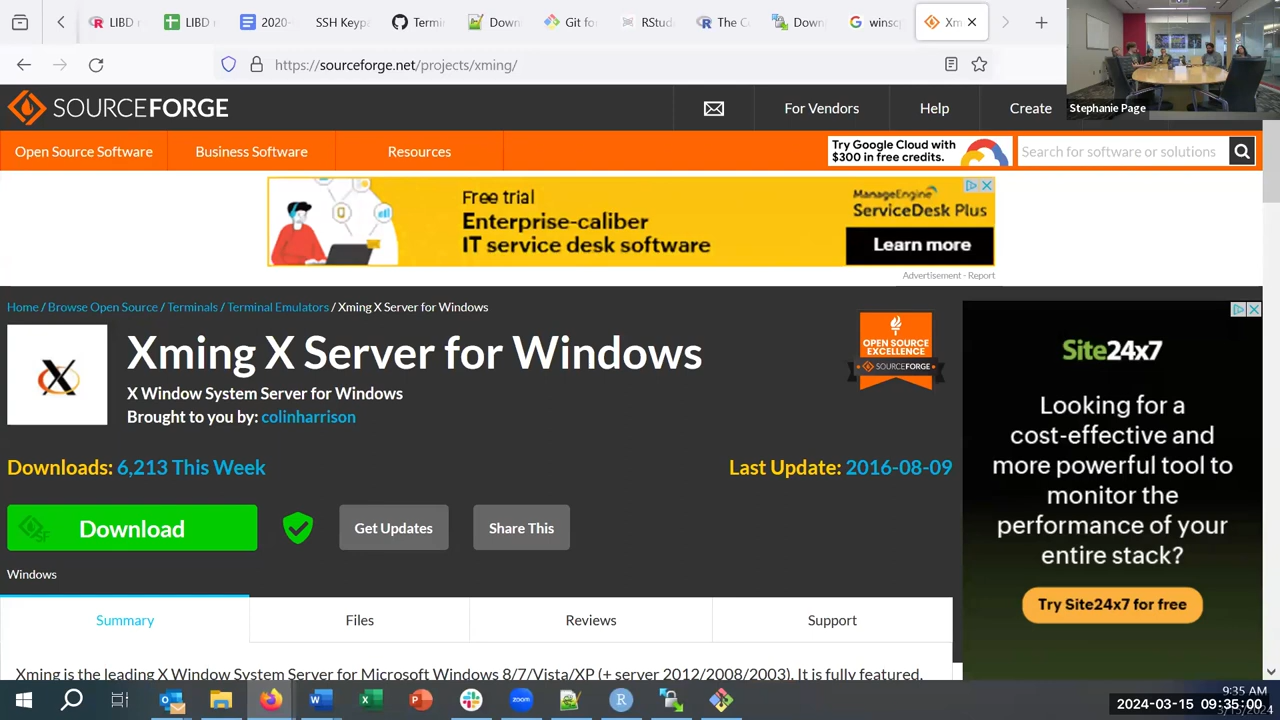 LIBD
LIBD
2020-
SSH Keypa
Termin
Down
Git fo
RStud
The C
Down
winsc
Xm
https://sourceforge.net/projects/xming/
Stephanie Page
SOURCEFORGE
For Vendors
Help
Create
Open Source Software
Business Software
Resources
Try Google Cloud with
$300 in free credits.
Search for software or solutions
Free trial
Enterprise-caliber
IT service desk software
ManageEngine
ServiceDesk Plus
Learn more
Advertisement - Report
Home / Browse Open Source / Terminals / Terminal Emulators / Xming X Server for Windows
Xming X Server for Windows
X Window System Server for Windows
Brought to you by: colinharrison
OPEN SOURCE
EXCELLENCE
SOURCEFORGE
Downloads: 6,213 This Week
Last Update: 2016-08-09
Download
SF
Get Updates
Share This
Windows
Summary
Files
Reviews
Support
Xming is the leading X Window System Server for Microsoft Windows 8/7/Vista/XP (+ server 2012/2008/2003). It is fully featured,
Site24x7
Looking for a
cost-effective and
more powerful tool to
monitor the
performance of your
entire stack?
Try Site24x7 for free
zoom
9:35 AM
2024-03-15 09:35:00